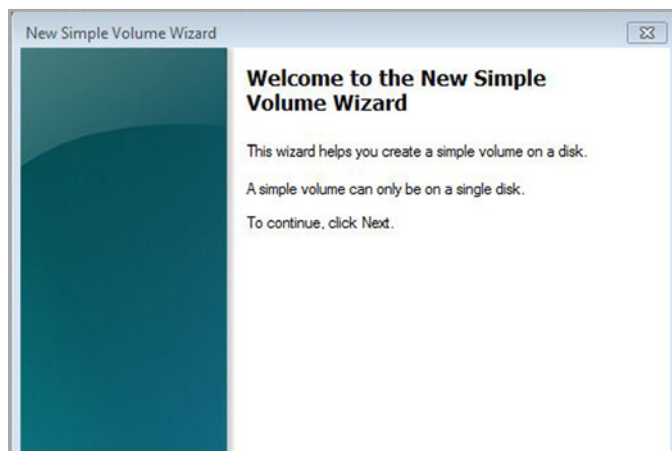 New Simple Volume Wizard
Welcome to the New Simple
Volume Wizard
This wizard helps you create a simple volume on a disk.
A simple volume can only be on a single disk.
To continue, click Next.